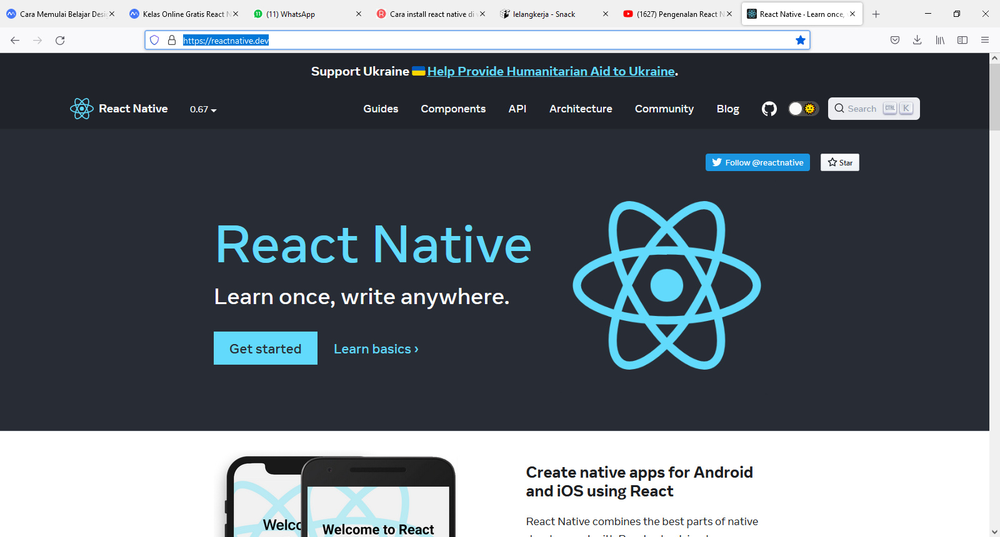 Cara Memulai Belajar Desi
Kelas Online Gratis React N
(11) WhatsApp
Cara install react native di
lelangkerja - Snack
(1627) Pengenalan React N
React Native · Learn once,
https://reactnative.dev
Support Ukraine 🇺🇦 Help Provide Humanitarian Aid to Ukraine.
React Native
0.67
Guides
Components
API
Architecture
Community
Blog
Search
CTRL
K
Follow @reactnative
Star
React Native
Learn once, write anywhere.
Get started
Learn basics ›
Create native apps for Android
and iOS using React
React Native combines the best parts of native
Welco
Welcome to React